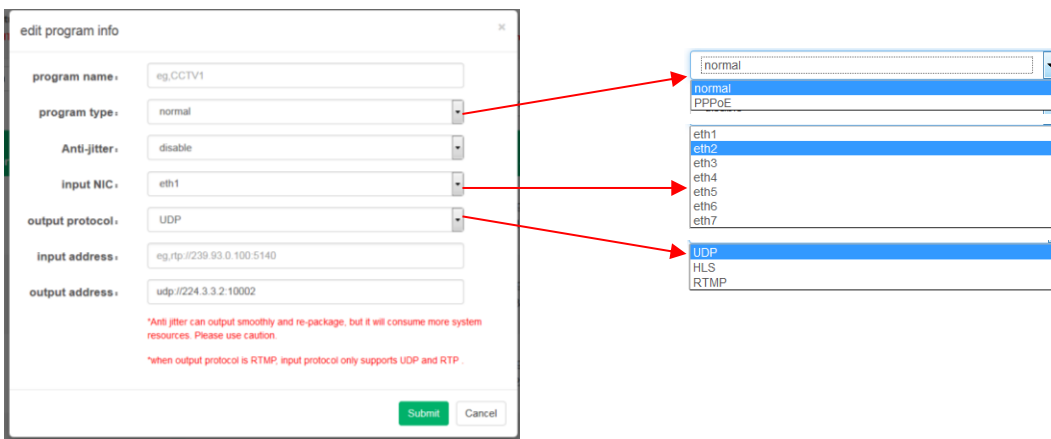 edit program info ×
program name: eg,CCTV1
program type: normal
Anti-jitter: disable
input NIC: eth1
output protocol: UDP
input address: eg,rtp://239.93.0.100:5140
output address: udp://224.3.3.2:10002
*Anti jitter can output smoothly and re-package, but it will consume more system
resources. Please use caution.
*when output protocol is RTMP, input protocol only supports UDP and RTP .
Submit Cancel
normal
normal
PPPoE
disable
eth1
eth2
eth3
eth4
eth5
eth6
eth7
UDP
HLS
RTMP